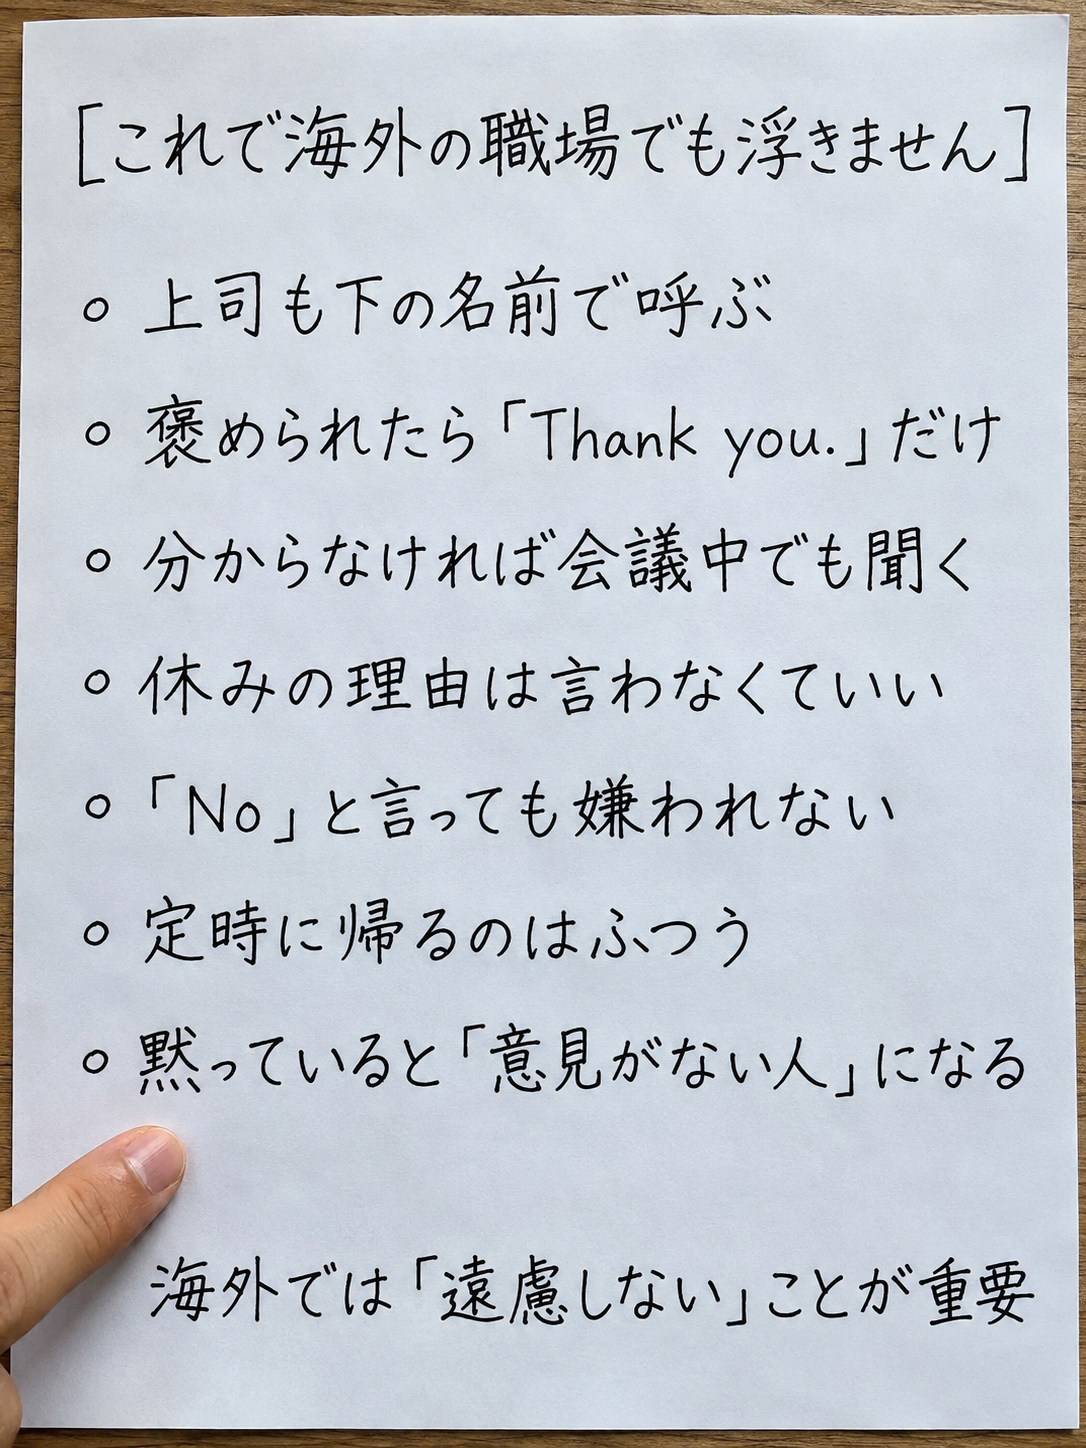 [これで海外の職場でも浮きません]
○ 上司も下の名前で呼ぶ
○ 褒められたら「Thank you.」だけ
○ 分からなければ会議中でも聞く
○ 休みの理由は言わなくていい
○ 「No」と言っても嫌われない
○ 定時に帰るのはふつう
○ 黙っていると「意見がない人」になる
海外では「遠慮しない」ことが重要